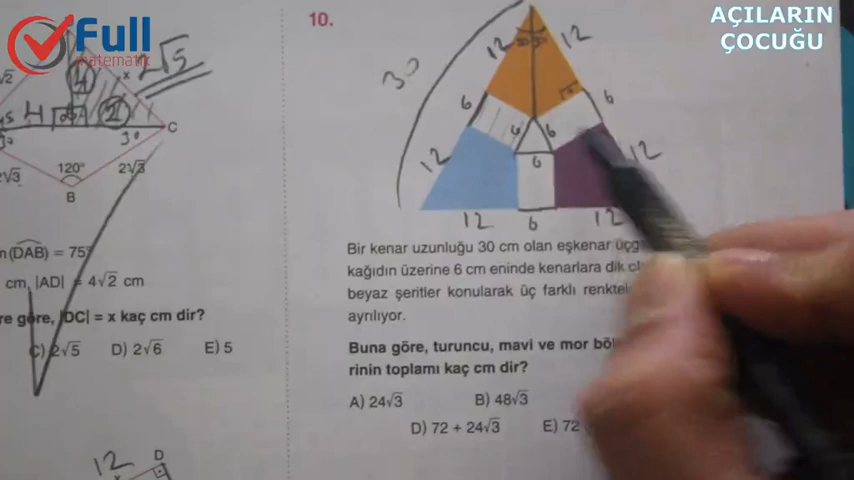 Full
matematik
AÇILARIN
ÇOCUĞU
10.
12
12
30
6
6
6
6
6
12
12
12
6
12
Bir kenar uzunluğu 30 cm olan eşkenar üçg
kağıdın üzerine 6 cm eninde kenarlara dik
beyaz şeritler konularak üç farklı renkte
ayrılıyor.
Buna göre, turuncu, mavi ve mor böl
rinin toplamı kaç cm dir?
A) 24√3
B) 48√3
D) 72 + 24√3
E) 72
2√5
x
4
2
C
120°
2√3
B
n(DAB) = 75°
cm, |AD| = 4√2 cm
re göre, |DC| = x kaç cm dir?
C) 2√5
D) 2√6
E) 5
12
D